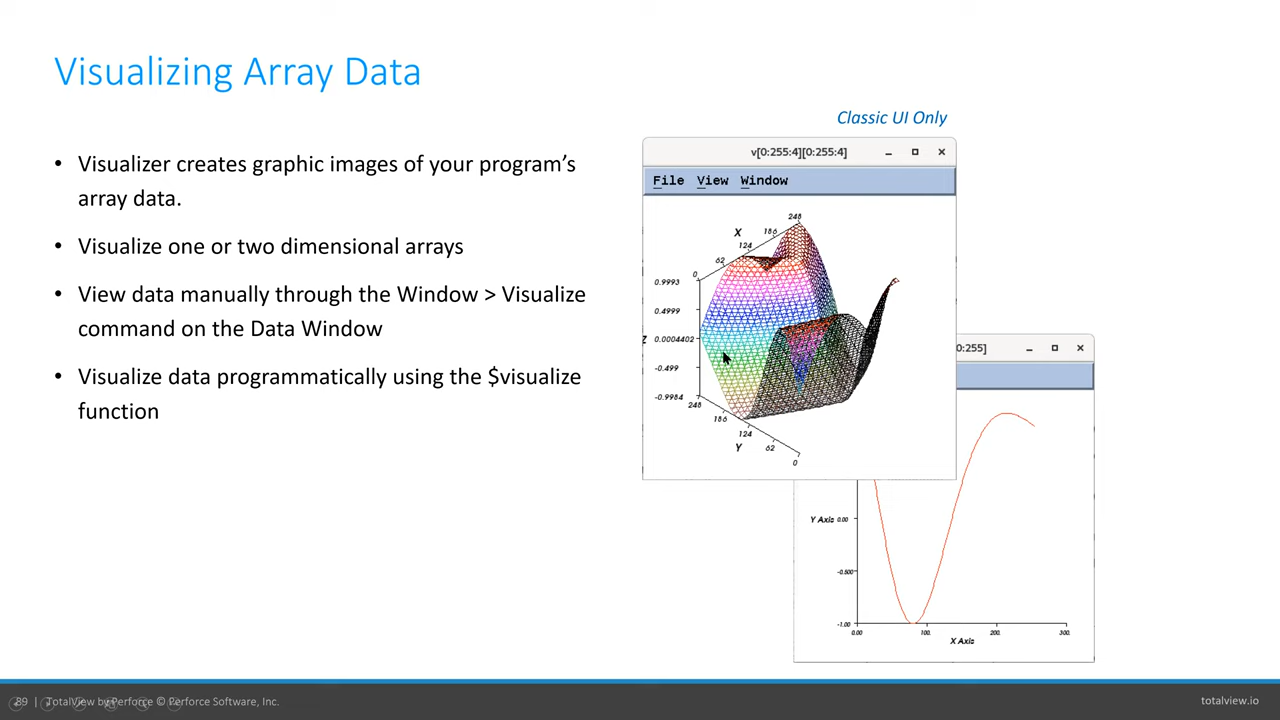 Visualizing Array Data
Classic UI Only
• Visualizer creates graphic images of your program’s
array data.
• Visualize one or two dimensional arrays
• View data manually through the Window > Visualize
command on the Data Window
• Visualize data programmatically using the $visualize
function
v[0:255:4][0:255:4]
File View Window
248
X
186
124
62
0
0.9993
0.4999
Z 0.0004402
-0.499
-0.9984
248
186
124
Y
62
0
0:255]
Y Axis 0.00
-0.500
-1.00
0.00 100. 200. 300.
X Axis
89 | TotalView by Perforce © Perforce Software, Inc.
totalview.io